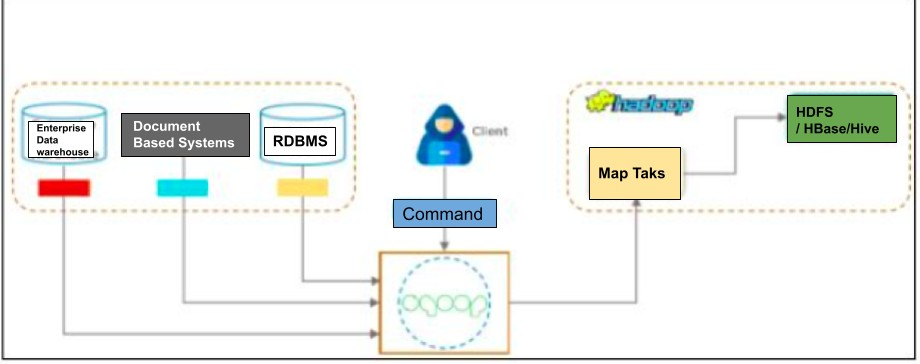 Enterprise
Data
warehouse
Document
Based Systems
RDBMS
Client
Command
hadoop
Map Taks
HDFS
/ HBase/Hive
sqoop